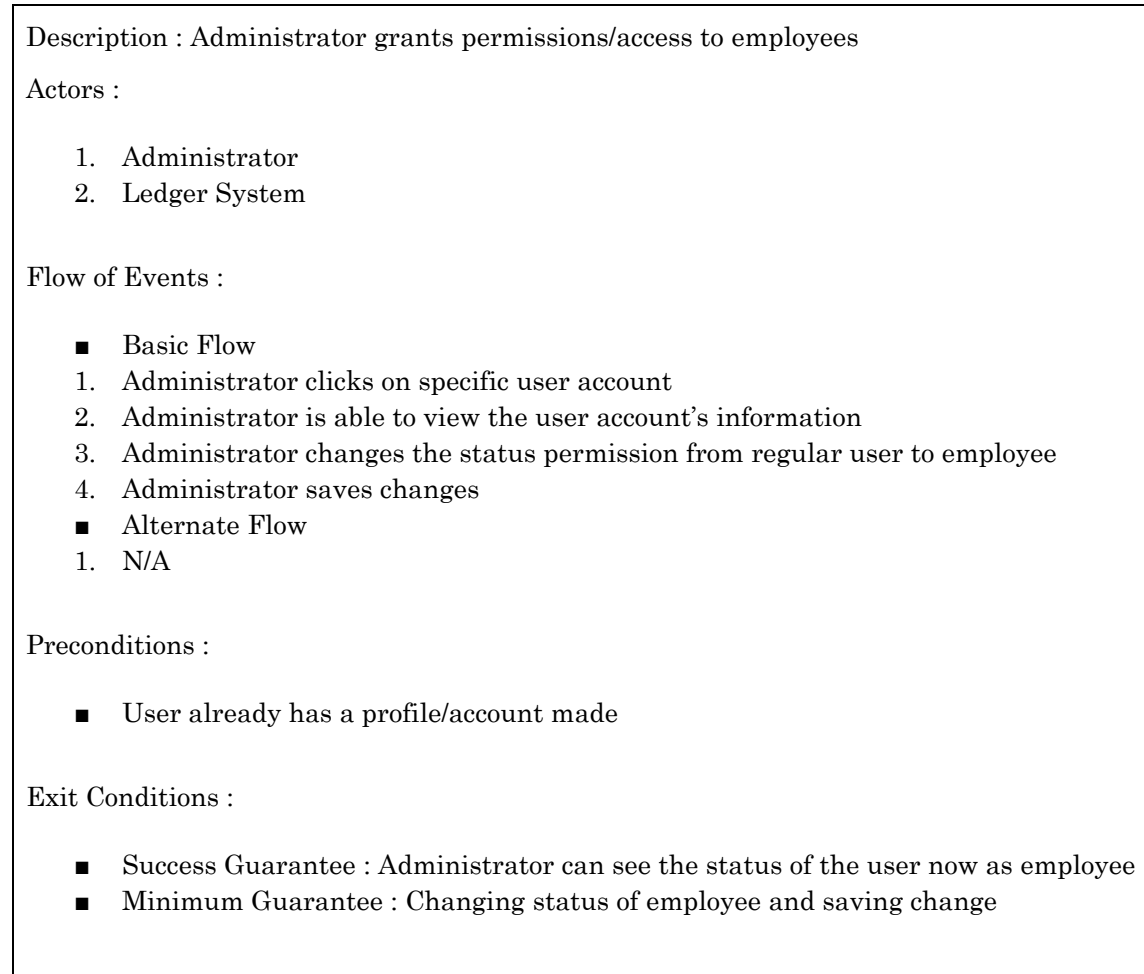 Description : Administrator grants permissions/access to employees
Actors :
1. Administrator
2. Ledger System
Flow of Events :
■ Basic Flow
1. Administrator clicks on specific user account
2. Administrator is able to view the user account’s information
3. Administrator changes the status permission from regular user to employee
4. Administrator saves changes
■ Alternate Flow
1. N/A
Preconditions :
■ User already has a profile/account made
Exit Conditions :
■ Success Guarantee : Administrator can see the status of the user now as employee
■ Minimum Guarantee : Changing status of employee and saving change